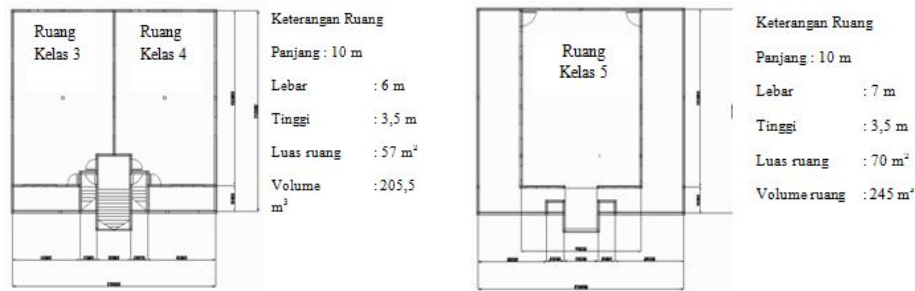 Ruang
Kelas 3
Ruang
Kelas 4
Keterangan Ruang
Panjang : 10 m
Lebar : 6 m
Tinggi : 3,5 m
Luas ruang : 57 m²
Volume : 205,5
m³
Ruang
Kelas 5
Keterangan Ruang
Panjang : 10 m
Lebar : 7 m
Tinggi : 3,5 m
Luas ruang : 70 m²
Volume ruang : 245 m²